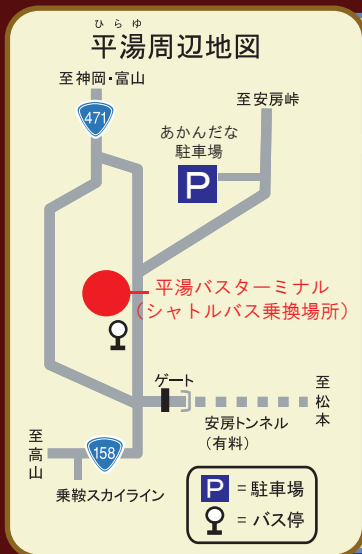 ひらゆ
平湯周辺地図
至神岡・富山
471
至安房峠
あかんだな
駐車場
P
平湯バスターミナル
(シャトルバス乗換場所)
ゲート
至松本
安房トンネル
(有料)
至高山
158
乗鞍スカイライン
P = 駐車場
= バス停